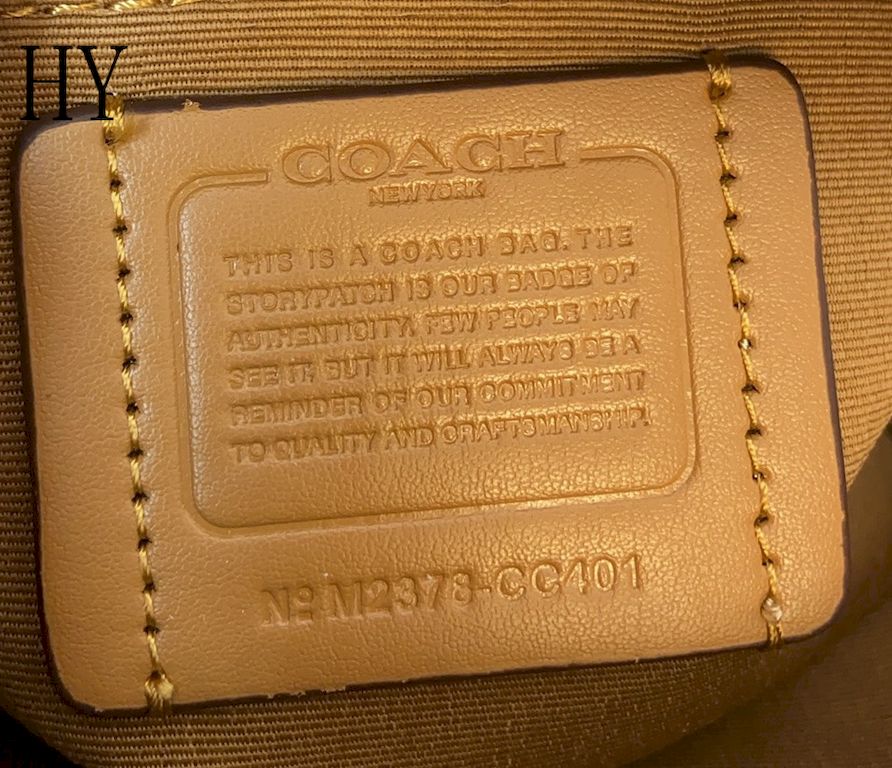 HY
COACH
NEW YORK
THIS IS A COACH BAG. THE
STORYPATCH IS OUR BADGE OF
AUTHENTICITY. FEW PEOPLE MAY
SEE IT, BUT IT WILL ALWAYS BE A
REMINDER OF OUR COMMITMENT
TO QUALITY AND CRAFTSMANSHIP.
Nº M2378-CC401